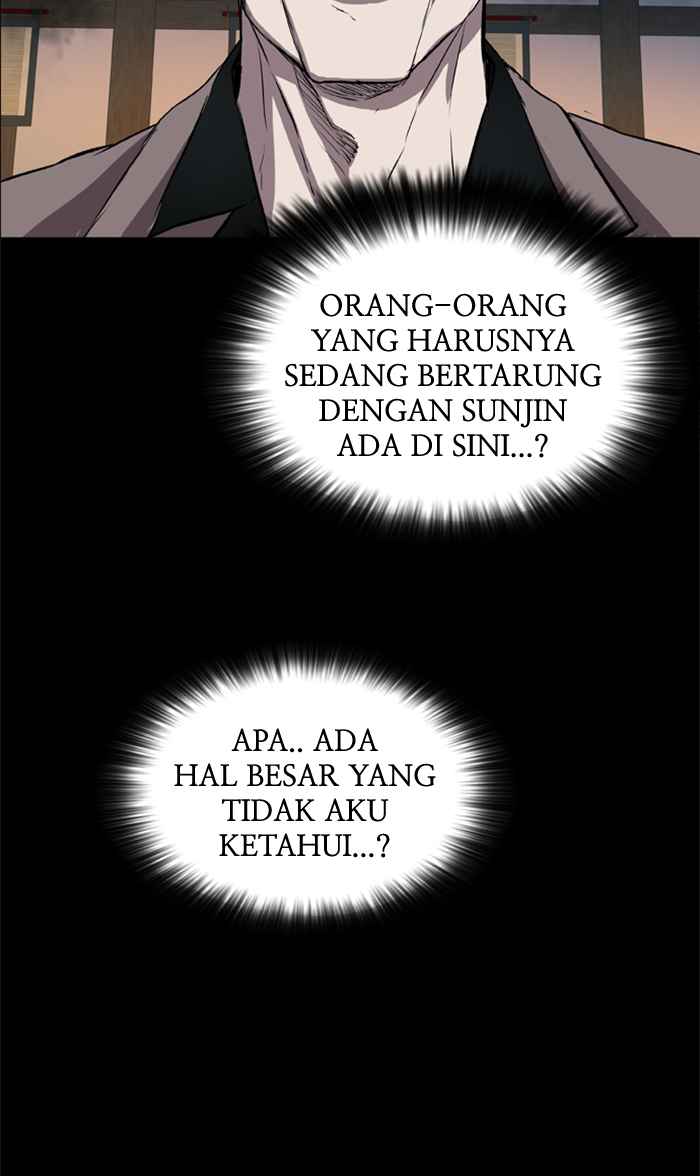 ORANG-ORANG
YANG HARUSNYA
SEDANG BERTARUNG
DENGAN SUNJIN
ADA DI SINI...?
APA.. ADA
HAL BESAR YANG
TIDAK AKU
KETAHUI...?